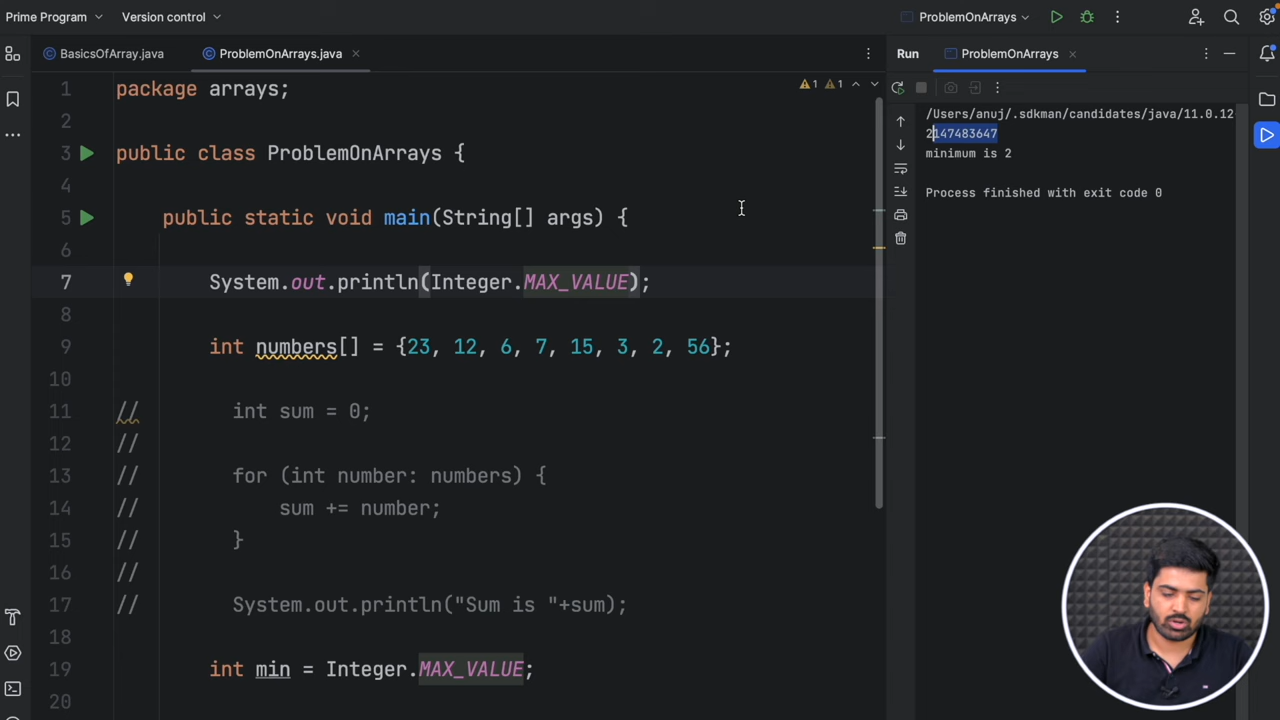 Prime Program
Version control
ProblemOnArrays
BasicsOfArray.java
ProblemOnArrays.java
Run
ProblemOnArrays
1 package arrays;
2
3 public class ProblemOnArrays {
4
5 public static void main(String[] args) {
6
7 System.out.println(Integer.MAX_VALUE);
8
9 int numbers[] = {23, 12, 6, 7, 15, 3, 2, 56};
10
11 // int sum = 0;
12 //
13 // for (int number: numbers) {
14 // sum += number;
15 // }
16 //
17 // System.out.println("Sum is "+sum);
18
19 int min = Integer.MAX_VALUE;
20
1
1
/Users/anuj/.sdkman/candidates/java/11.0.12
2147483647
minimum is 2
Process finished with exit code 0